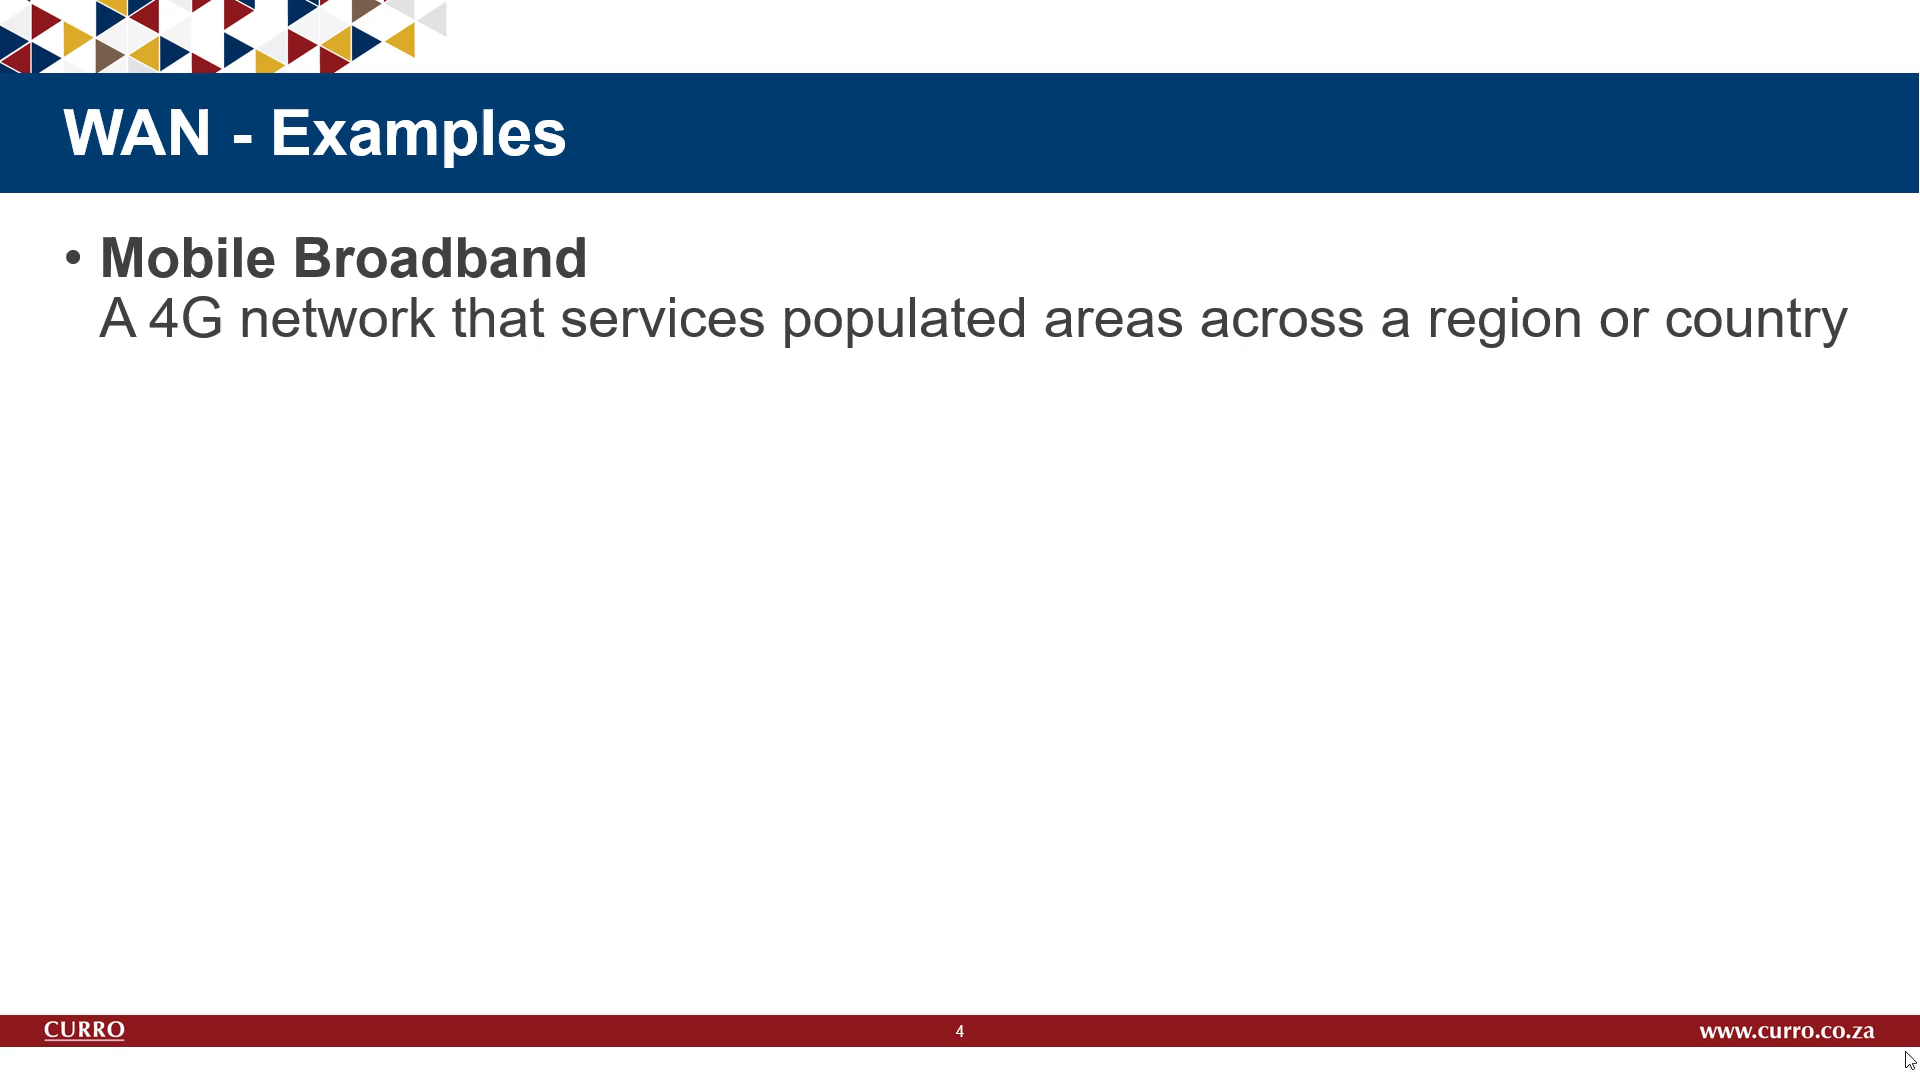 WAN - Examples
• Mobile Broadband
A 4G network that services populated areas across a region or country
CURRO
4
www.curro.co.za